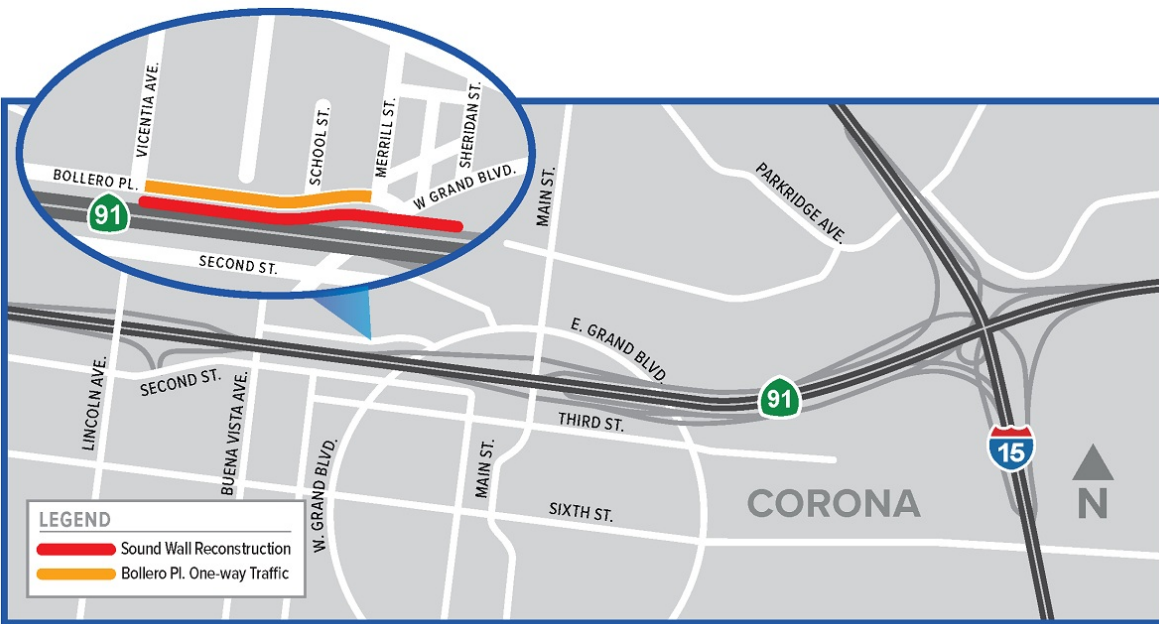 VICENTIA AVE.
SCHOOL ST.
MERRILL ST.
SHERIDAN ST.
BOLLERO PL.
W GRAND BLVD.
91
SECOND ST.
MAIN ST.
PARKRIDGE AVE.
E. GRAND BLVD.
LINCOLN AVE.
SECOND ST.
BUENA VISTA AVE.
91
THIRD ST.
W. GRAND BLVD.
MAIN ST.
15
SIXTH ST.
CORONA
N
LEGEND
Sound Wall Reconstruction
Bollero Pl. One-way Traffic